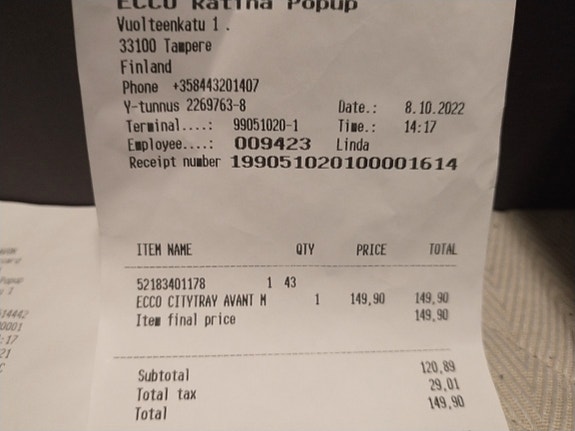 ECCO Ratina Popup
Vuolteenkatu 1 .
33100 Tampere
Finland
Phone +358443201407
Y-tunnus 2269763-8 Date.: 8.10.2022
Terminal....: 99051020-1 Time.: 14:17
Employee....: 009423 Linda
Receipt number 199051020100001614
ITEM NAME QTY PRICE TOTAL
52183401178 1 43
ECCO CITYTRAY AVANT M 1 149,90 149,90
Item final price 149,90
Subtotal 120,89
Total tax 29,01
Total 149,90